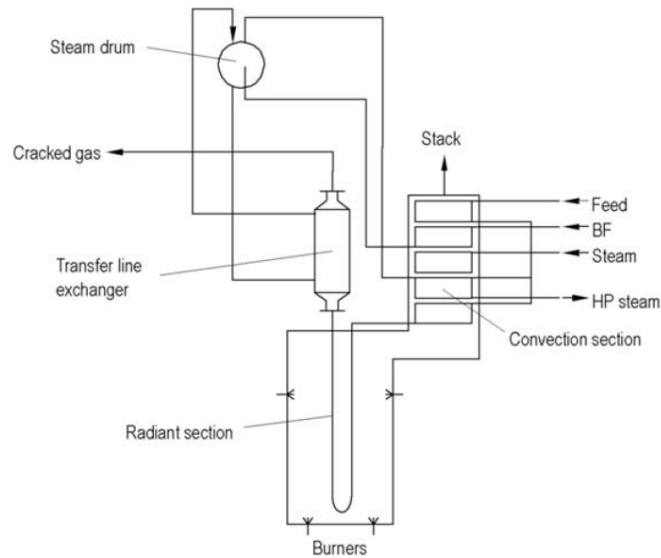 Steam drum
Stack
Cracked gas
Feed
BF
Steam
Transfer line
exchanger
HP steam
Convection section
Radiant section
Burners